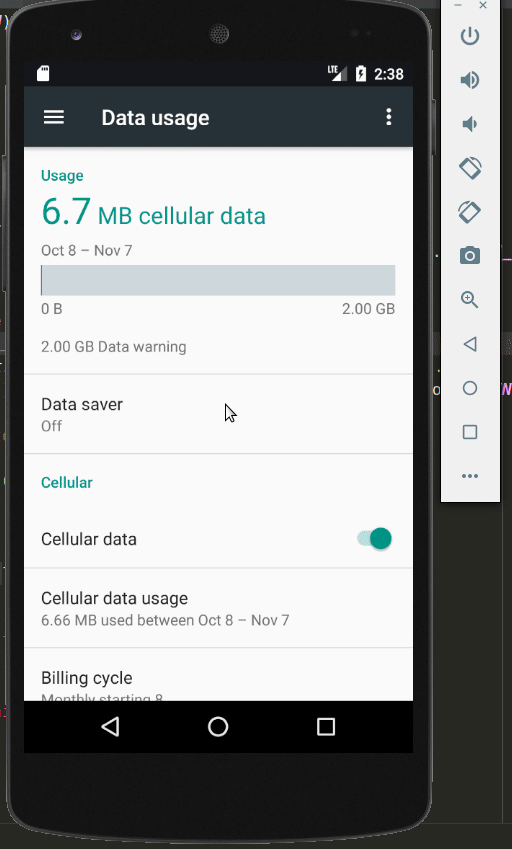 LTE 2:38
Data usage
Usage
6.7 MB cellular data
Oct 8 – Nov 7
0 B 2.00 GB
2.00 GB Data warning
Data saver
Off
Cellular
Cellular data
Cellular data usage
6.66 MB used between Oct 8 – Nov 7
Billing cycle
Monthly starting 8